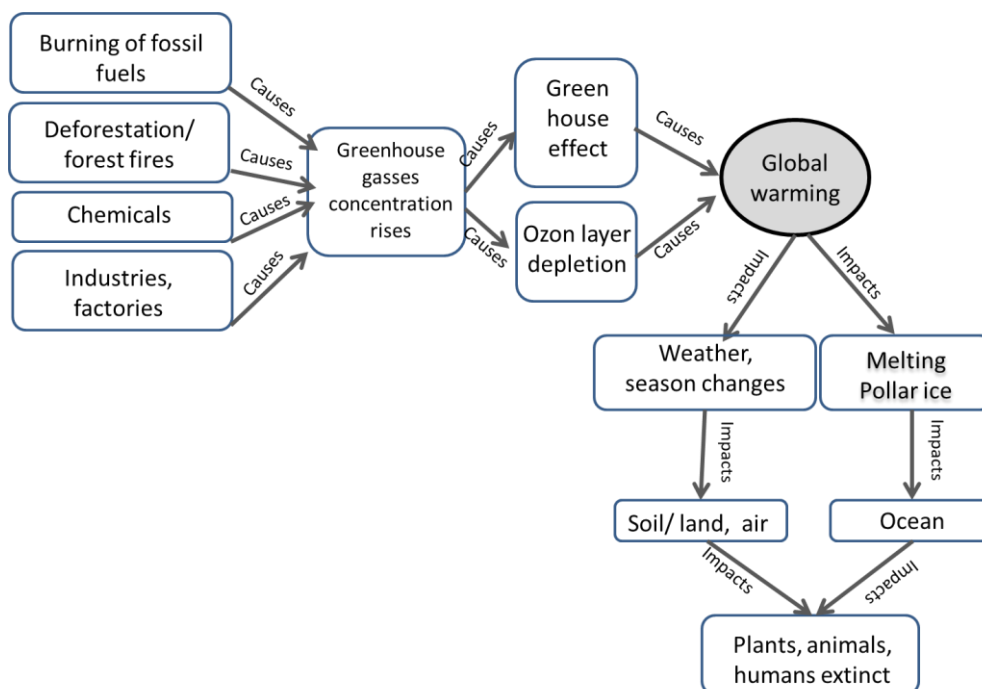 Burning of fossil
fuels
Causes
Deforestation/
forest fires
Causes
Chemicals
Causes
Industries,
factories
Causes
Greenhouse
gasses
concentration
rises
Causes
Causes
Green
house
effect
Causes
Ozon layer
depletion
Causes
Global
warming
Impacts
Impacts
Weather,
season changes
Melting
Pollar ice
Impacts
Impacts
Soil/ land, air
Ocean
Impacts
Impacts
Plants, animals,
humans extinct